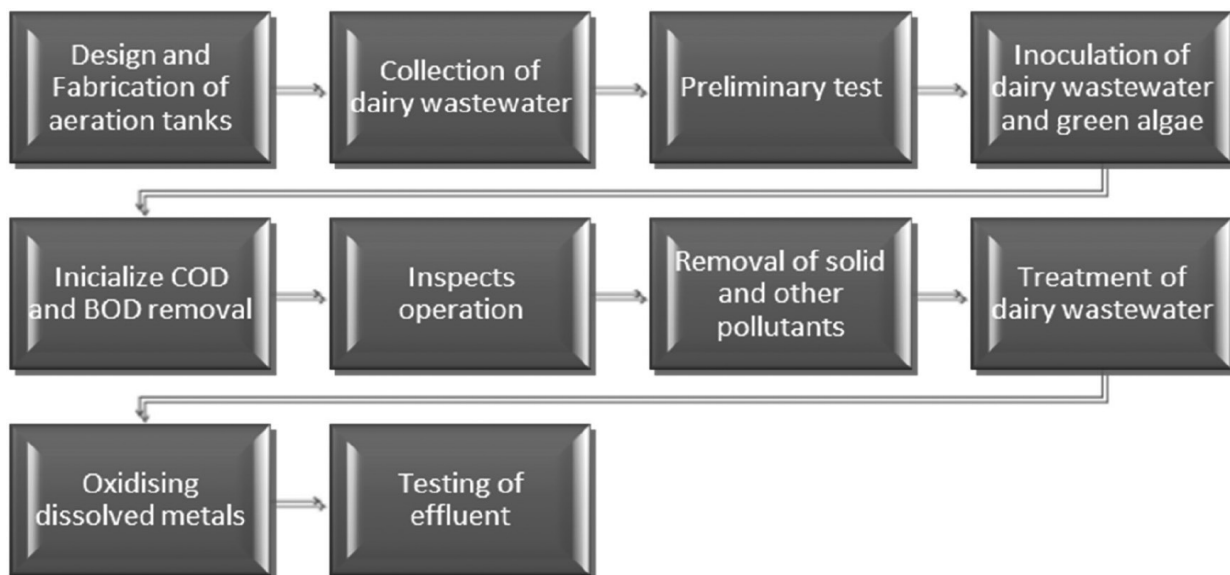 Design and
Fabrication of
aeration tanks
Collection of
dairy wastewater
Preliminary test
Inoculation of
dairy wastewater
and green algae
Inicialize COD
and BOD removal
Inspects
operation
Removal of solid
and other
pollutants
Treatment of
dairy wastewater
Oxidising
dissolved metals
Testing of
effluent